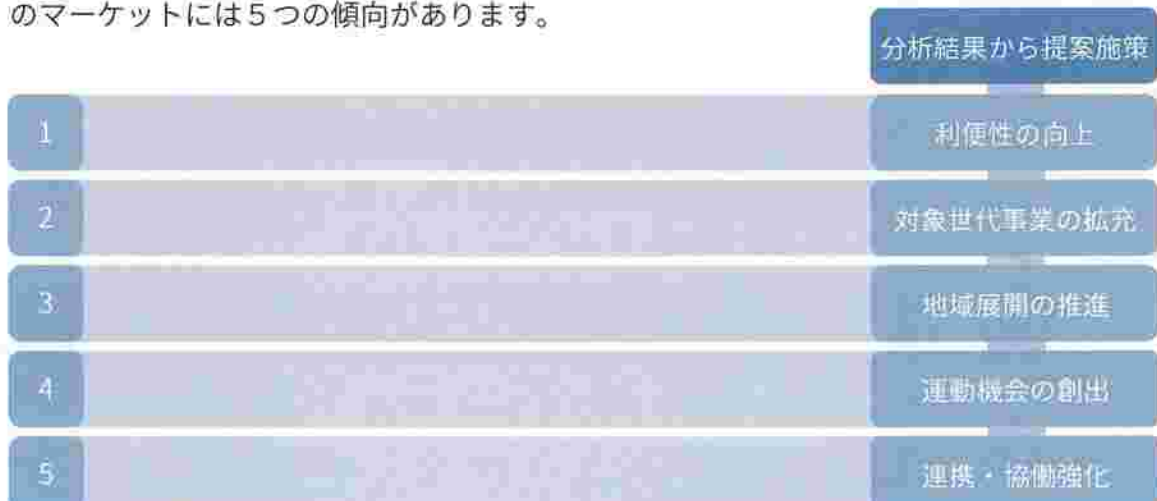 のマーケットには５つの傾向があります。
分析結果から提案施策
1 利便性の向上
2 対象世代事業の拡充
3 地域展開の推進
4 運動機会の創出
5 連携・協働強化